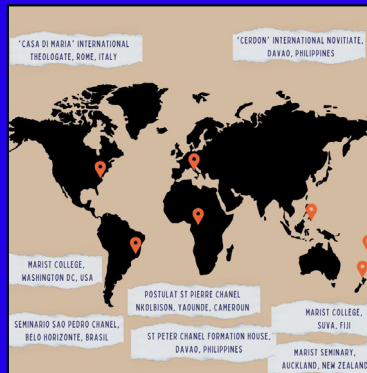 'CASA DI MARIA' INTERNATIONAL
THEOLOGATE, ROME, ITALY
'CERDON' INTERNATIONAL NOVITIATE,
DAVAO, PHILIPPINES
MARIST COLLEGE,
WASHINGTON DC, USA
POSTULAT ST PIERRE CHANEL
NKOLBISON, YAOUNDE, CAMEROUN
MARIST COLLEGE,
SUVA, FIJI
SEMINARIO SAO PEDRO CHANEL,
BELO HORIZONTE, BRASIL
ST PETER CHANEL FORMATION HOUSE,
DAVAO, PHILIPPINES
MARIST SEMINARY,
AUCKLAND, NEW ZEALAND